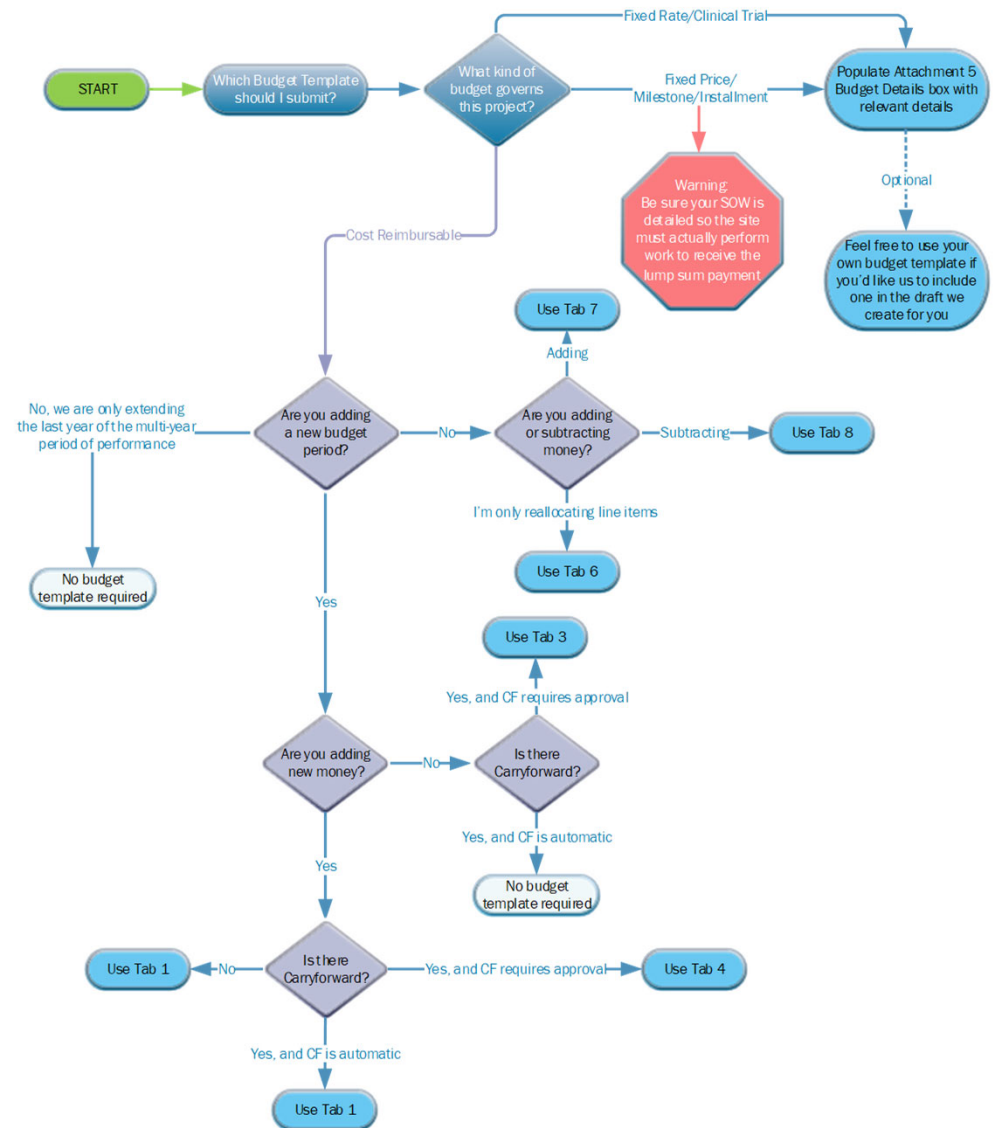 Fixed Rate/Clinical Trial
START
Which Budget Template
should I submit?
What kind of
budget governs
this project?
Fixed Price/
Milestone/Installment
Populate Attachment 5
Budget Details box with
relevant details
Warning:
Be sure your SOW is
detailed so the site
must actually perform
work to receive the
lump sum payment
Optional
Feel free to use your
own budget template if
you'd like us to include
one in the draft we
create for you
Cost Reimbursable
Use Tab 7
Adding
No, we are only extending
the last year of the multi-year
period of performance
Are you adding
a new budget
period?
No
Are you adding
or subtracting
money?
Subtracting
Use Tab 8
I'm only reallocating line items
Use Tab 6
No budget
template required
Yes
Use Tab 3
Yes, and CF requires approval
Are you adding
new money?
No
Is there
Carryforward?
Yes, and CF is automatic
No budget
template required
Yes
Use Tab 1
No
Is there
Carryforward?
Yes, and CF requires approval
Use Tab 4
Yes, and CF is automatic
Use Tab 1